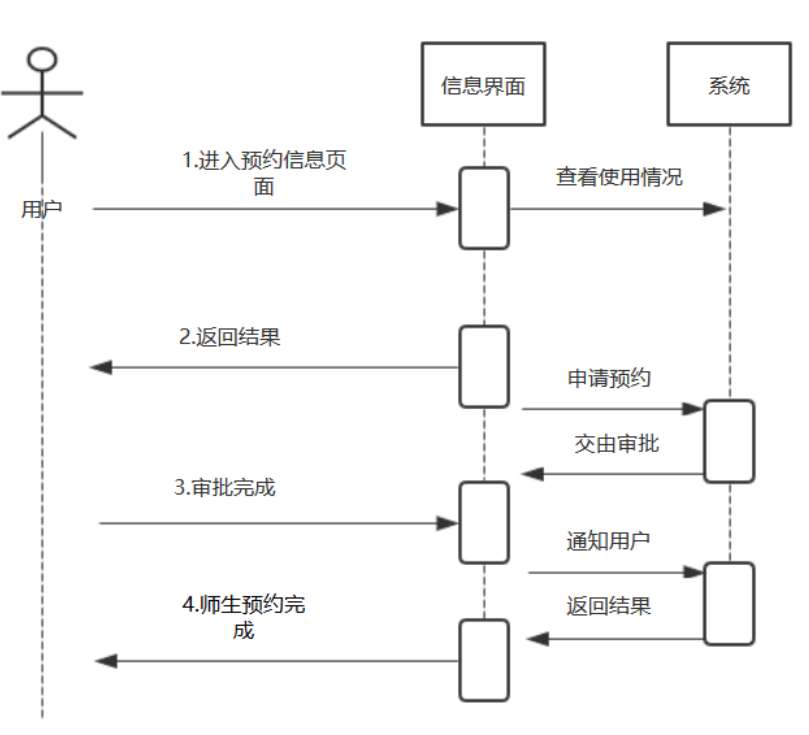 信息界面
系统
1.进入预约信息页
面
查看使用情况
用户
2.返回结果
申请预约
交由审批
3.审批完成
通知用户
4.师生预约完
成
返回结果